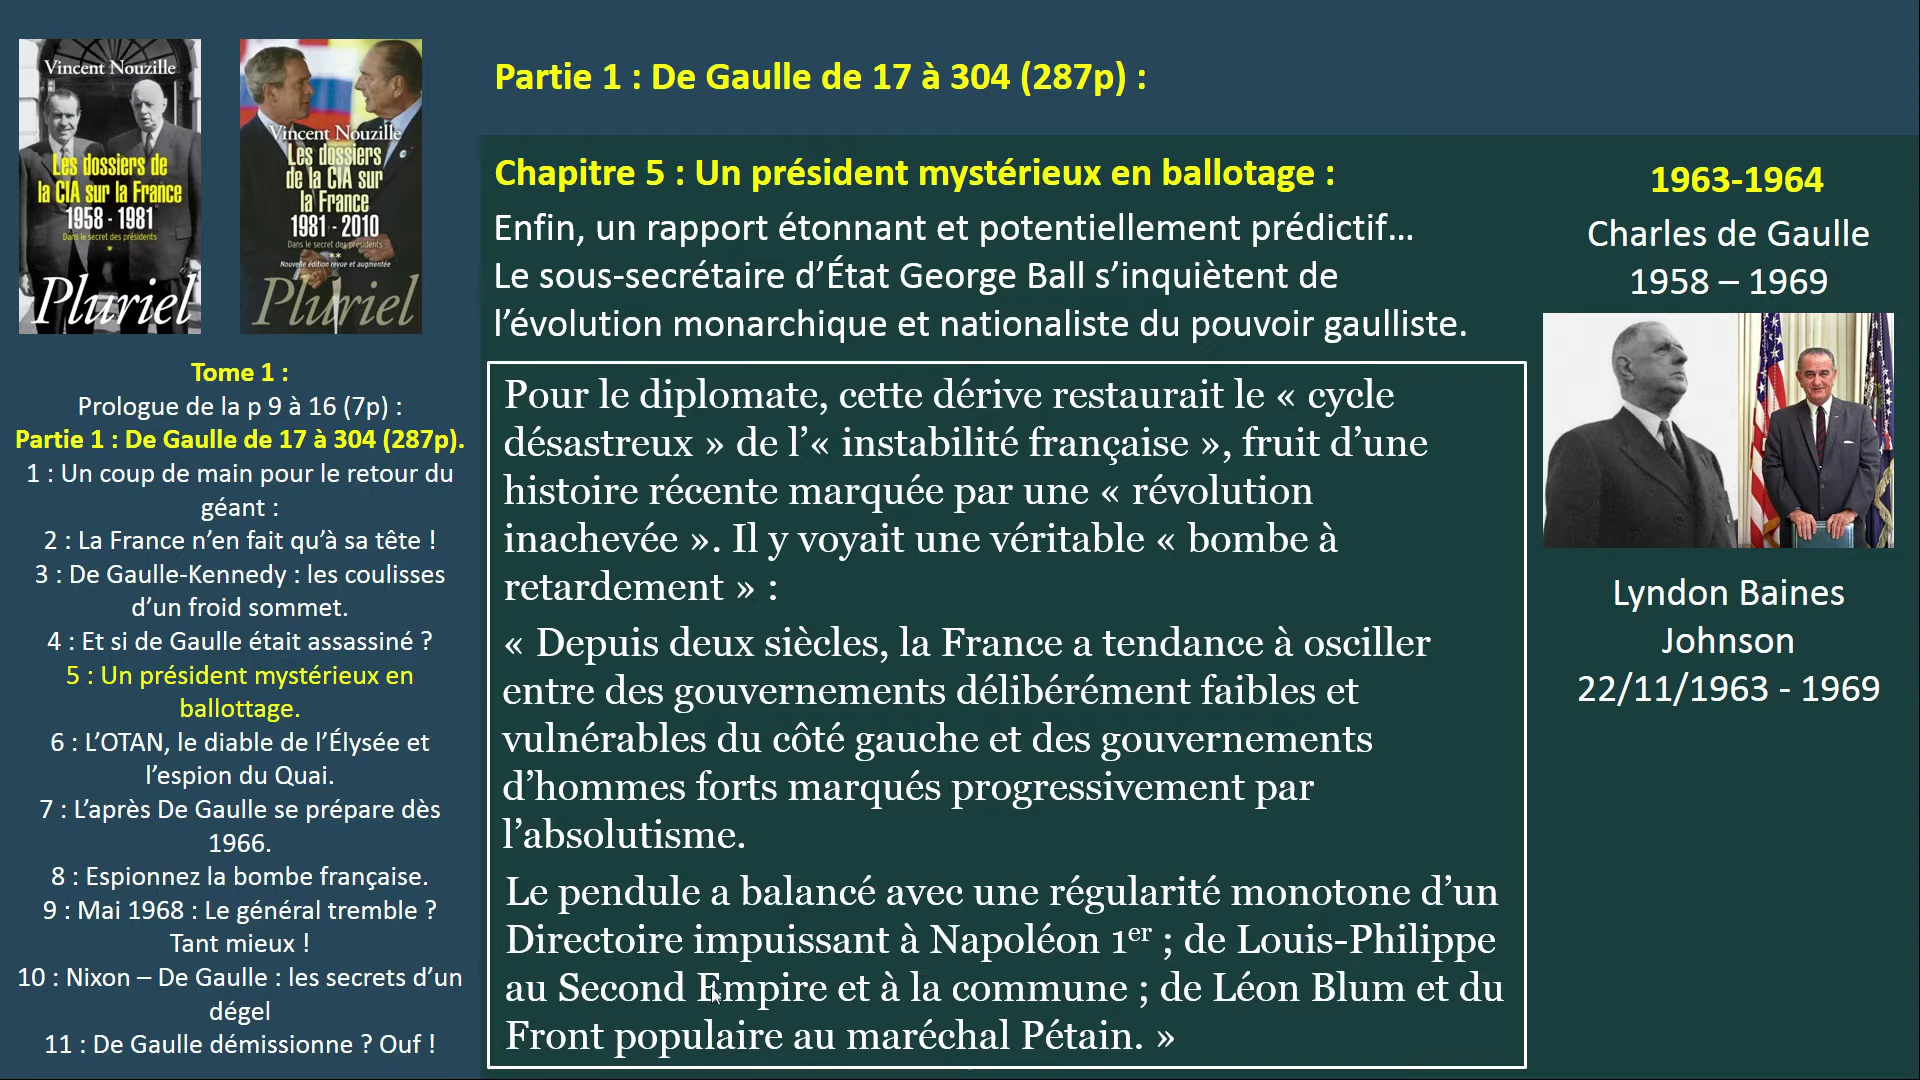 Vincent Nouzille
Les dossiers de
la CIA sur la France
1958 - 1981
Dans le secret des présidents
*
Pluriel
Vincent Nouzille
Les dossiers
de la CIA sur
la France
1981 - 2010
Dans le secret des présidents
**
Nouvelle édition revue et augmentée
Pluriel
Tome 1 :
Prologue de la p 9 à 16 (7p) :
Partie 1 : De Gaulle de 17 à 304 (287p).
1 : Un coup de main pour le retour du
géant :
2 : La France n’en fait qu’à sa tête !
3 : De Gaulle-Kennedy : les coulisses
d’un froid sommet.
4 : Et si de Gaulle était assassiné ?
5 : Un président mystérieux en
ballottage.
6 : L’OTAN, le diable de l’Élysée et
l’espion du Quai.
7 : L’après De Gaulle se prépare dès
1966.
8 : Espionnez la bombe française.
9 : Mai 1968 : Le général tremble ?
Tant mieux !
10 : Nixon – De Gaulle : les secrets d’un
dégel
11 : De Gaulle démissionne ? Ouf !
Partie 1 : De Gaulle de 17 à 304 (287p) :
Chapitre 5 : Un président mystérieux en ballotage :
Enfin, un rapport étonnant et potentiellement prédictif…
Le sous-secrétaire d’État George Ball s’inquiètent de
l’évolution monarchique et nationaliste du pouvoir gaulliste.
Pour le diplomate, cette dérive restaurait le « cycle
désastreux » de l’« instabilité française », fruit d’une
histoire récente marquée par une « révolution
inachevée ». Il y voyait une véritable « bombe à
retardement » :
« Depuis deux siècles, la France a tendance à osciller
entre des gouvernements délibérément faibles et
vulnérables du côté gauche et des gouvernements
d’hommes forts marqués progressivement par
l’absolutisme.
Le pendule a balancé avec une régularité monotone d’un
Directoire impuissant à Napoléon 1er ; de Louis-Philippe
au Second Empire et à la commune ; de Léon Blum et du
Front populaire au maréchal Pétain. »
1963-1964
Charles de Gaulle
1958 – 1969
Lyndon Baines
Johnson
22/11/1963 - 1969